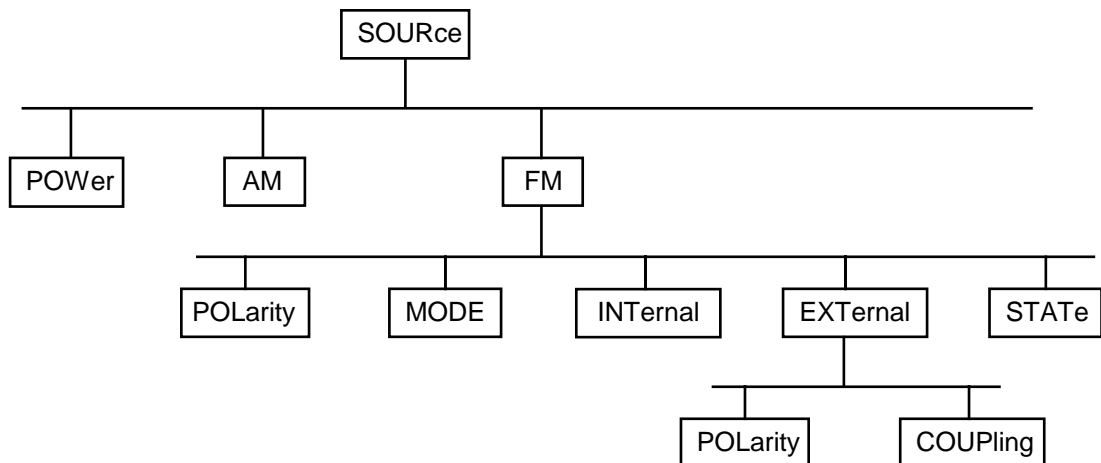 SOURce
POWer AM FM
POLarity MODE INTernal EXTernal STATe
POLarity COUPling